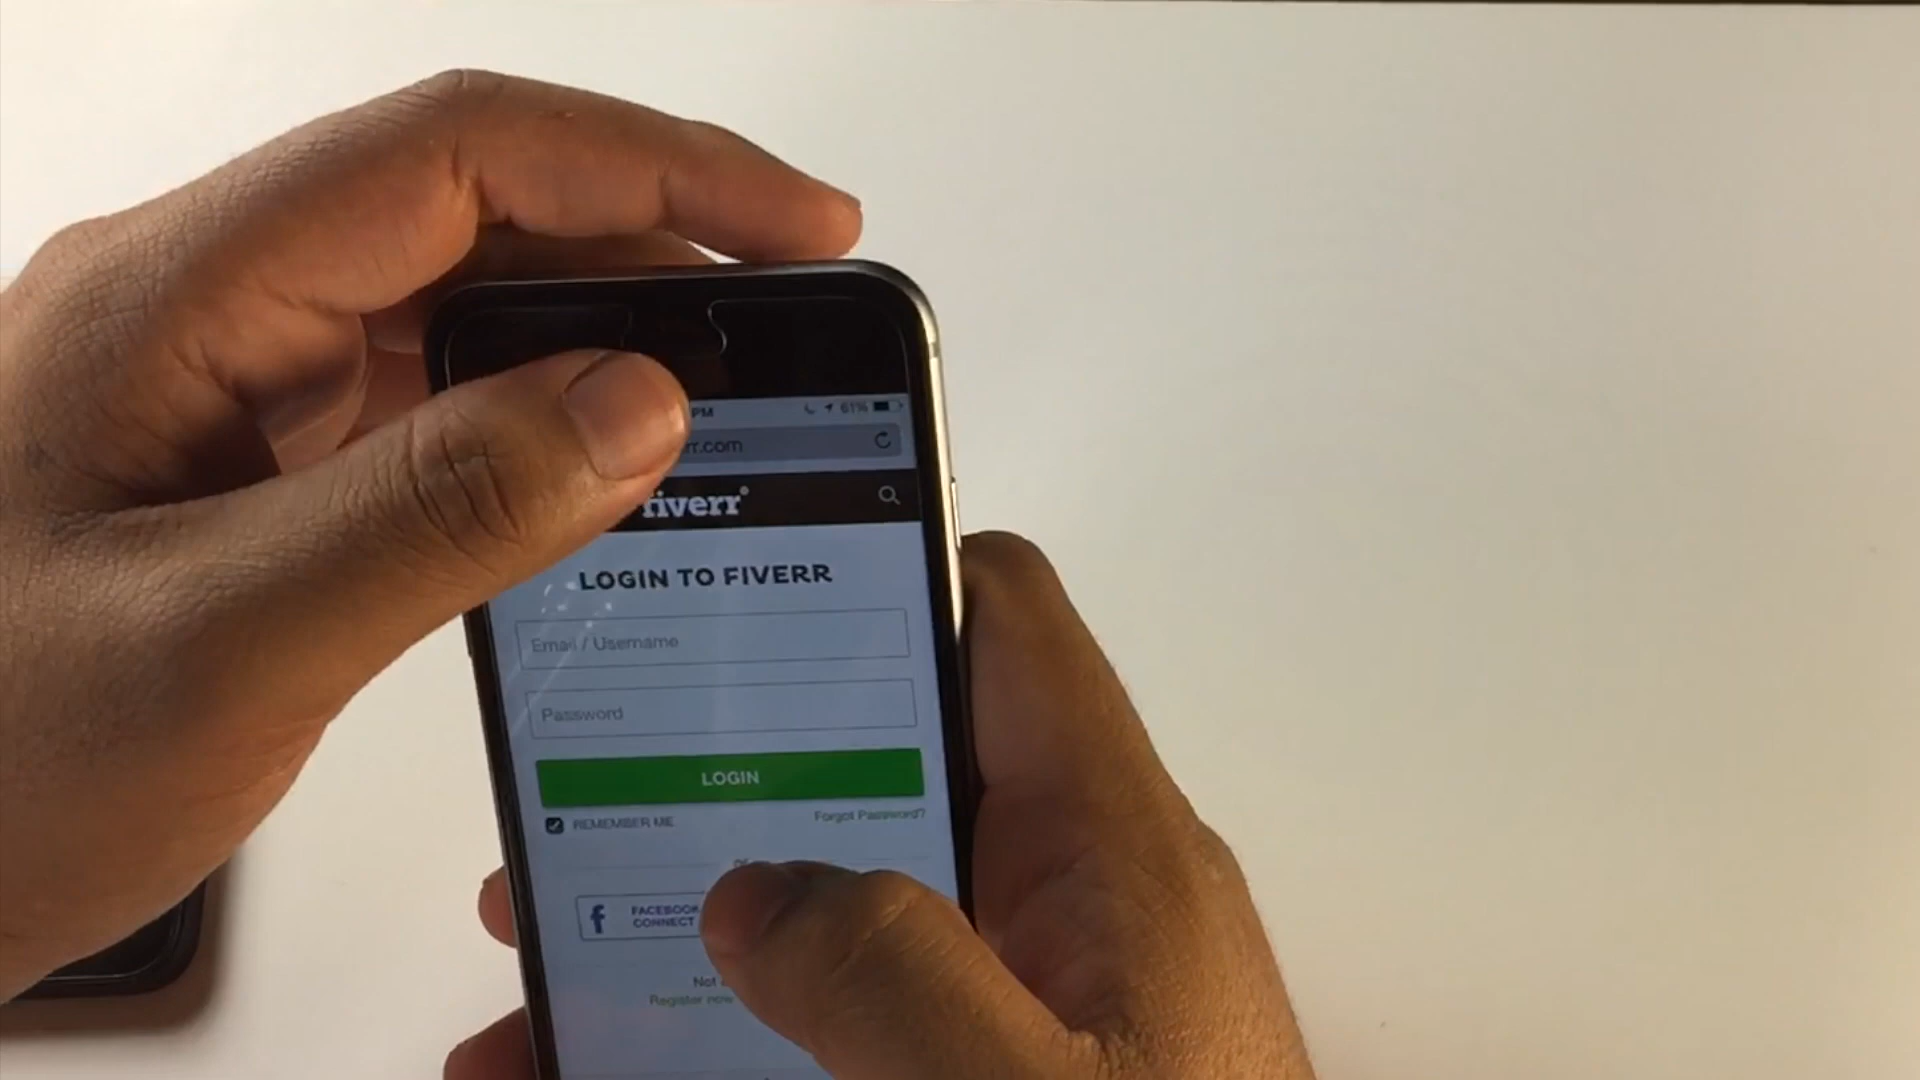 PM 61%
rr.com
fiverr
LOGIN TO FIVERR
Email / Username
Password
LOGIN
REMEMBER ME Forgot Password?
or
f FACEBOOK
CONNECT
Not
Register now